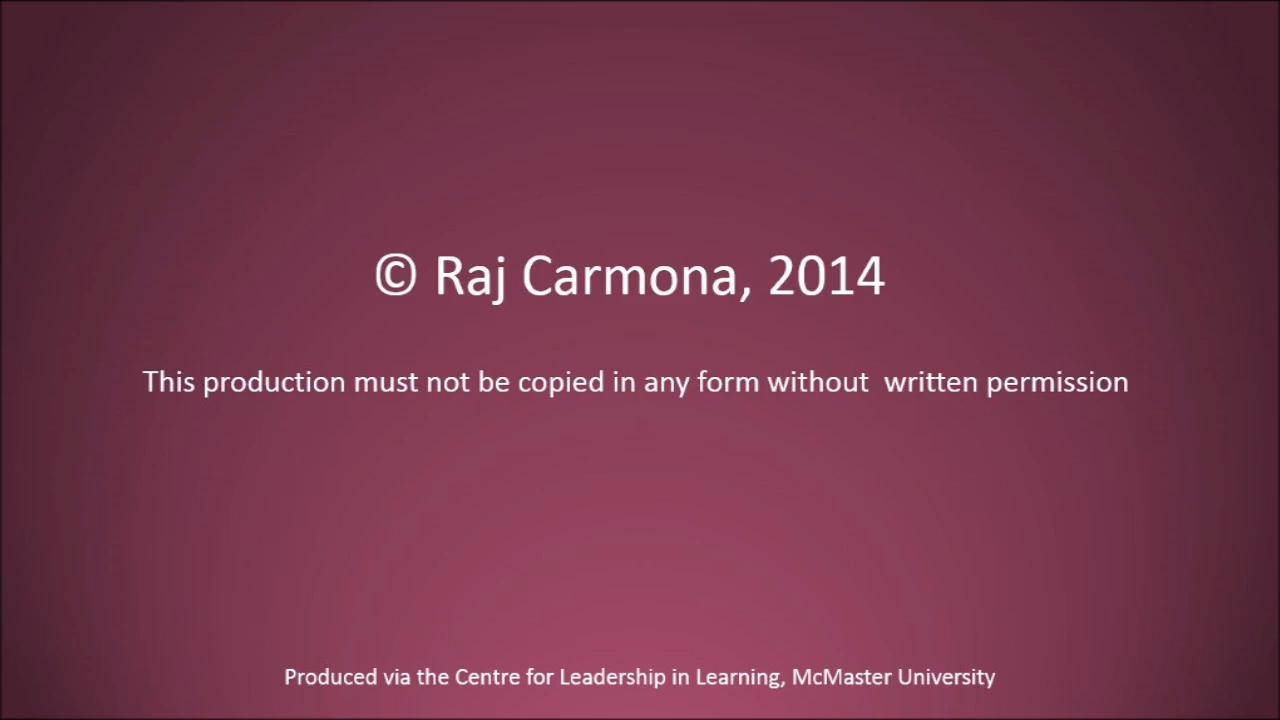 © Raj Carmona, 2014
This production must not be copied in any form without  written permission
Produced via the Centre for Leadership in Learning, McMaster University